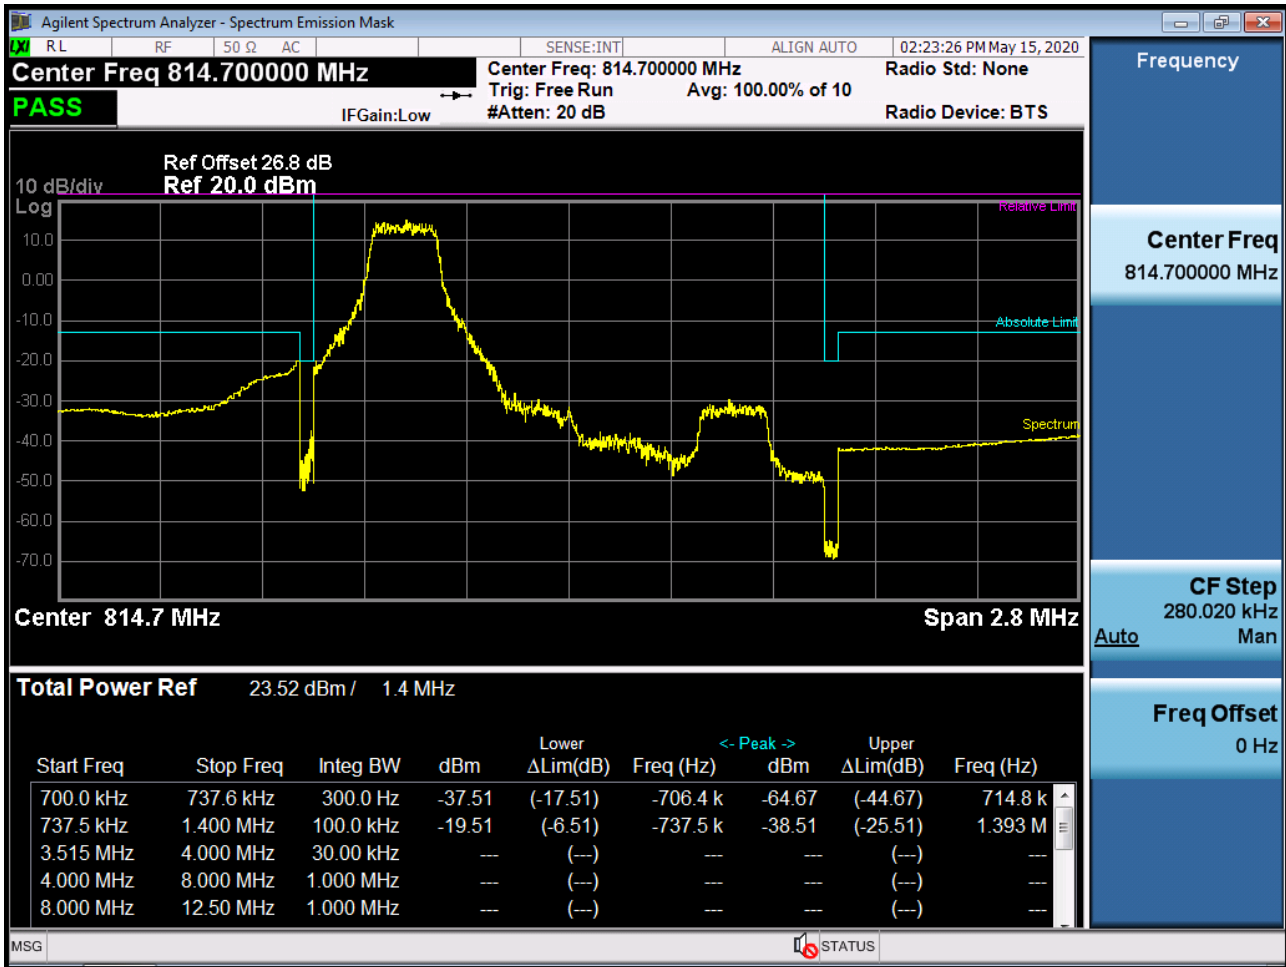 Agilent Spectrum Analyzer - Spectrum Emission Mask
LXI RL RF 50 Ω AC SENSE:INT ALIGN AUTO 02:23:26 PM May 15, 2020
Center Freq 814.700000 MHz
Center Freq: 814.700000 MHz
Radio Std: None
Trig: Free Run
Avg: 100.00% of 10
PASS
IFGain:Low
#Atten: 20 dB
Radio Device: BTS
Ref Offset 26.8 dB
10 dB/div
Ref 20.0 dBm
Log
Relative Limit
10.0
0.00
-10.0
Absolute Limit
-20.0
-30.0
Spectrum
-40.0
-50.0
-60.0
-70.0
Center 814.7 MHz
Span 2.8 MHz
Total Power Ref 23.52 dBm / 1.4 MHz
Lower <- Peak -> Upper
Start Freq Stop Freq Integ BW dBm ΔLim(dB) Freq (Hz) dBm ΔLim(dB) Freq (Hz)
700.0 kHz 737.6 kHz 300.0 Hz -37.51 (-17.51) -706.4 k -64.67 (-44.67) 714.8 k
737.5 kHz 1.400 MHz 100.0 kHz -19.51 (-6.51) -737.5 k -38.51 (-25.51) 1.393 M
3.515 MHz 4.000 MHz 30.00 kHz --- (---) --- --- (---) ---
4.000 MHz 8.000 MHz 1.000 MHz --- (---) --- --- (---) ---
8.000 MHz 12.50 MHz 1.000 MHz --- (---) --- --- (---) ---
MSG
STATUS
Frequency
Center Freq
814.700000 MHz
CF Step
280.020 kHz
Auto Man
Freq Offset
0 Hz